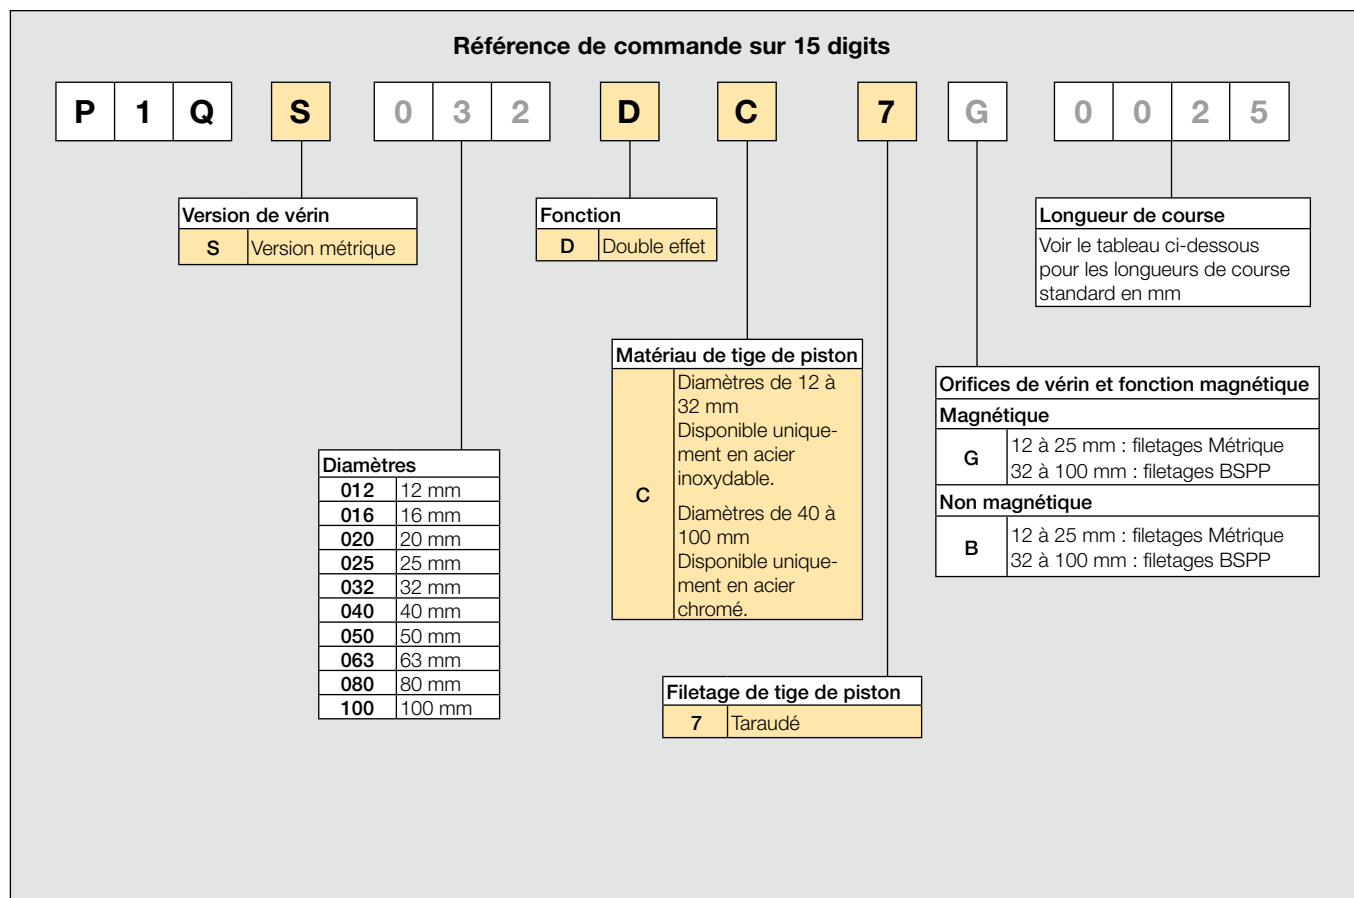 Référence de commande sur 15 digits
P 1 Q S 0 3 2 D C 7 G 0 0 2 5
Version de vérin
S Version métrique
Fonction
D Double effet
Longueur de course
Voir le tableau ci-dessous
pour les longueurs de course
standard en mm
Matériau de tige de piston
C
Diamètres de 12 à
32 mm
Disponible unique-
ment en acier
inoxydable.
Diamètres de 40 à
100 mm
Disponible unique-
ment en acier
chromé.
Orifices de vérin et fonction magnétique
Magnétique
G
12 à 25 mm : filetages Métrique
32 à 100 mm : filetages BSPP
Non magnétique
B
12 à 25 mm : filetages Métrique
32 à 100 mm : filetages BSPP
Diamètres
012 12 mm
016 16 mm
020 20 mm
025 25 mm
032 32 mm
040 40 mm
050 50 mm
063 63 mm
080 80 mm
100 100 mm
Filetage de tige de piston
7 Taraudé